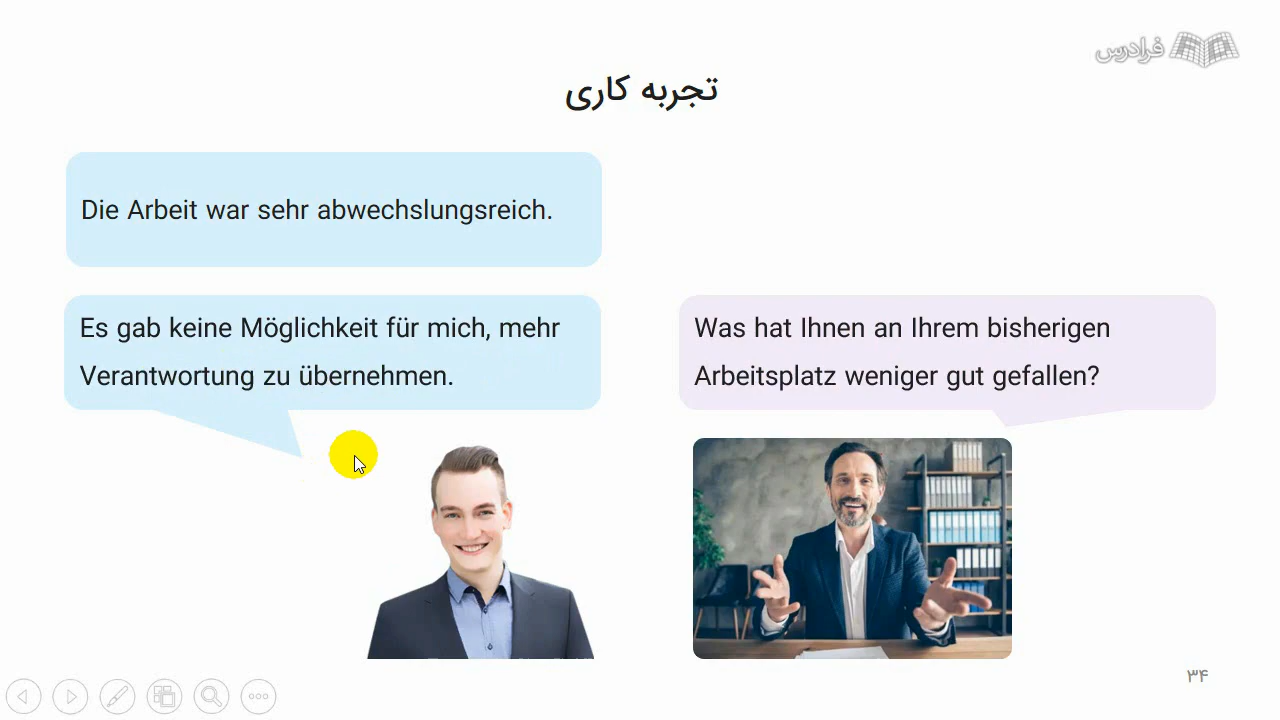 فرادرس
تجربه کاری
Die Arbeit war sehr abwechslungsreich.
Es gab keine Möglichkeit für mich, mehr
Verantwortung zu übernehmen.
Was hat Ihnen an Ihrem bisherigen
Arbeitsplatz weniger gut gefallen?
۳۴